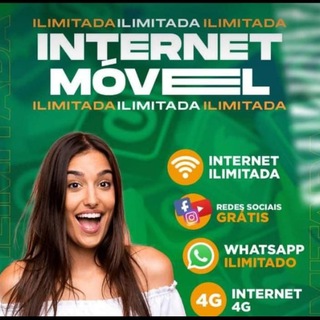 ILIMITADA ILIMITADA ILIMITADA
INTERNET
MÓVEL
ILIMITADA ILIMITADA ILIMITADA
INTERNET
ILIMITADA
REDES SOCIAIS
GRÁTIS
WHATSAPP
ILIMITADO
4G
INTERNET
4G